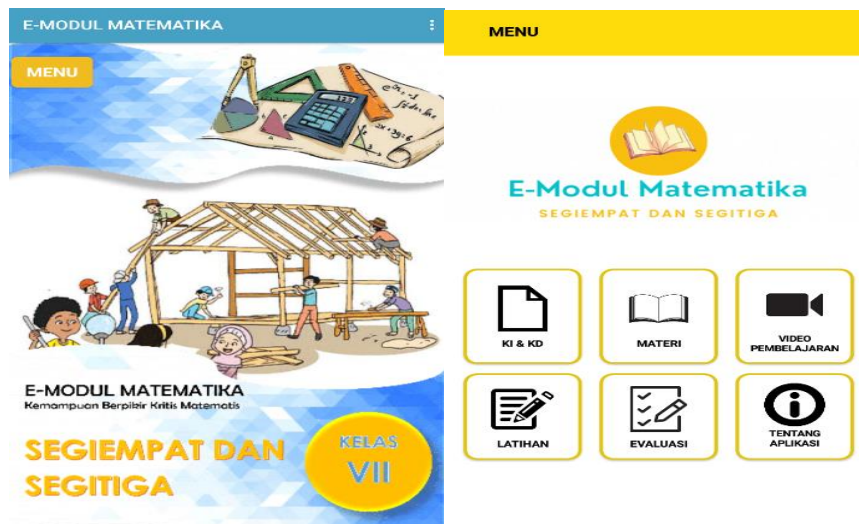 E-MODUL MATEMATIKA
MENU
E-MODUL MATEMATIKA
Kemampuan Berpikir Kritis Matematis
SEGIEMPAT DAN
SEGITIGA
KELAS
VII
MENU
E-Modul Matematika
SEGIEMPAT DAN SEGITIGA
KI & KD
MATERI
VIDEO
PEMBELAJARAN
LATIHAN
EVALUASI
TENTANG
APLIKASI